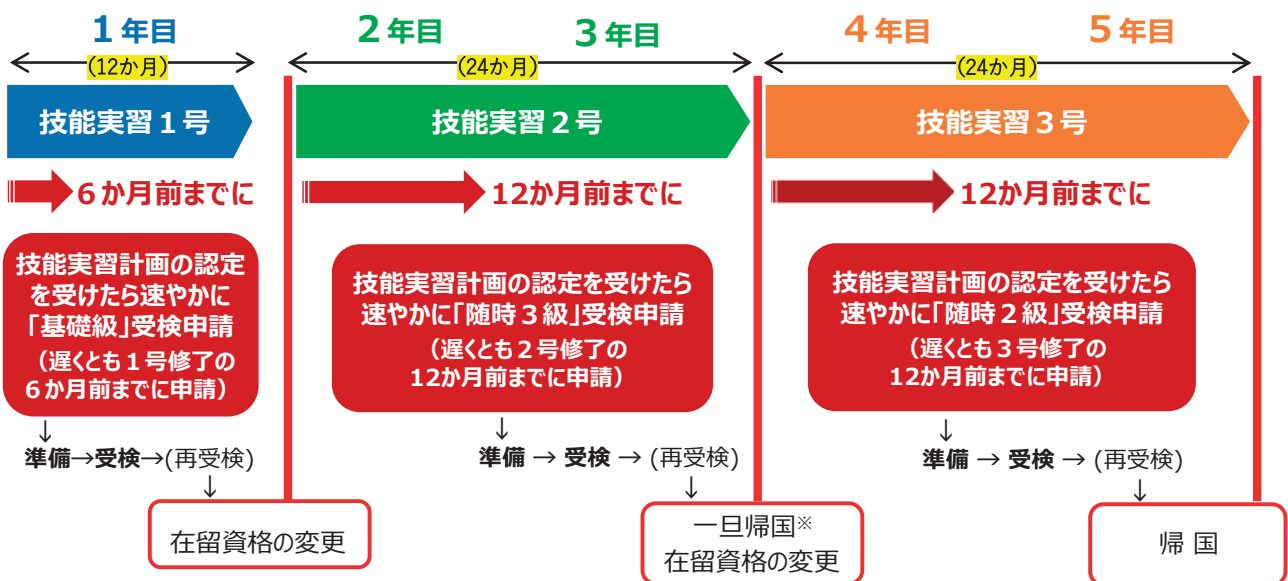 1年目
2年目
3年目
4年目
5年目
(12か月)
(24か月)
(24か月)
技能実習1号
技能実習2号
技能実習3号
6か月前までに
12か月前までに
12か月前までに
技能実習計画の認定
を受けたら速やかに
「基礎級」受検申請
(遅くとも1号修了の
6か月前までに申請)
↓
準備→受検→(再受検)
↓
在留資格の変更
技能実習計画の認定を受けたら
速やかに「随時3級」受検申請
(遅くとも2号修了の
12か月前までに申請)
↓
準備 → 受検 → (再受検)
↓
一旦帰国※
在留資格の変更
技能実習計画の認定を受けたら
速やかに「随時2級」受検申請
(遅くとも3号修了の
12か月前までに申請)
↓
準備 → 受検 → (再受検)
↓
帰 国